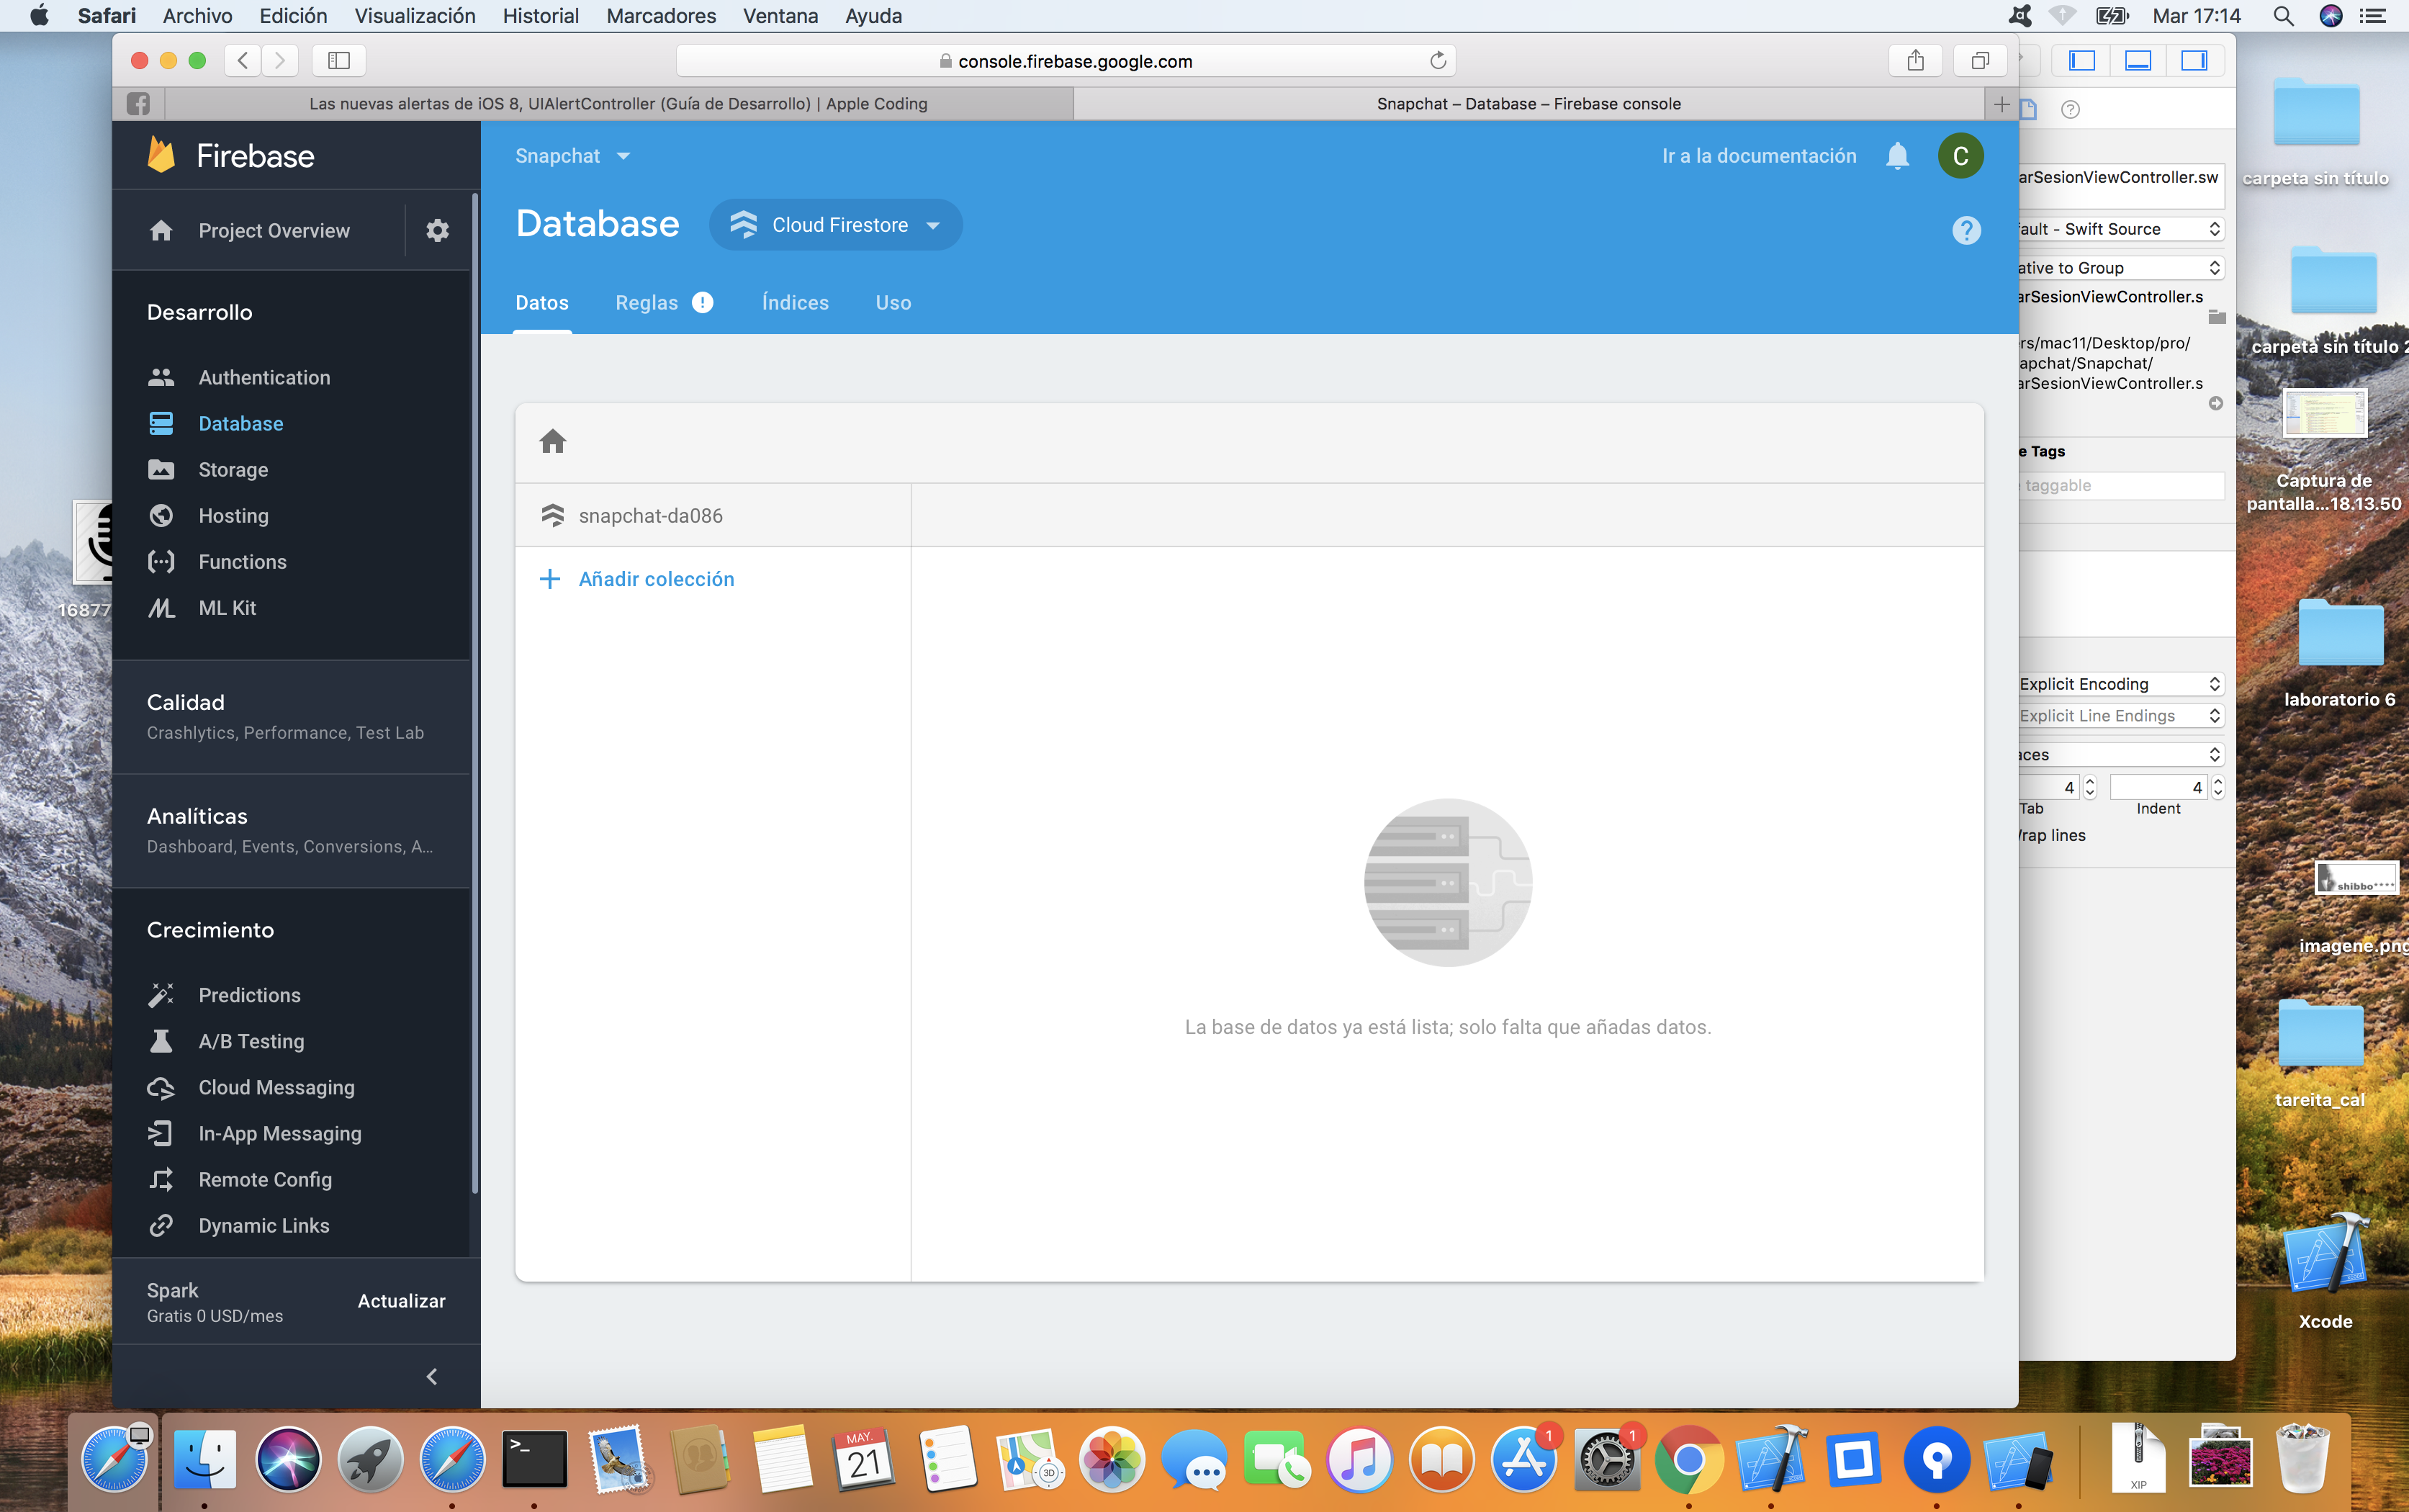 Safari Archivo Edición Visualización Historial Marcadores Ventana Ayuda
Mar 17:14
console.firebase.google.com
Las nuevas alertas de iOS 8, UIAlertController (Guía de Desarrollo) | Apple Coding
Snapchat – Database – Firebase console
Firebase
Project Overview
Desarrollo
Authentication
Database
Storage
Hosting
Functions
ML Kit
Calidad
Crashlytics, Performance, Test Lab
Analíticas
Dashboard, Events, Conversions, A...
Crecimiento
Predictions
A/B Testing
Cloud Messaging
In-App Messaging
Remote Config
Dynamic Links
Spark
Gratis 0 USD/mes
Actualizar
Snapchat
Ir a la documentación
C
Database
Cloud Firestore
?
Datos
Reglas !
Índices
Uso
snapchat-da086
+ Añadir colección
La base de datos ya está lista; solo falta que añadas datos.
?
arSesionViewController.sw
ault - Swift Source
ative to Group
arSesionViewController.s
rs/mac11/Desktop/pro/
apchat/Snapchat/
arSesionViewController.s
e Tags
taggable
Explicit Encoding
Explicit Line Endings
aces
4
4
Tab
Indent
rap lines
carpeta sin título
carpeta sin título 2
Captura de
pantalla...18.13.50
laboratorio 6
shibbo****
imagene.png
tareita_cal
Xcode
16877
>_
MAY.
21
3D
1
1
XIP